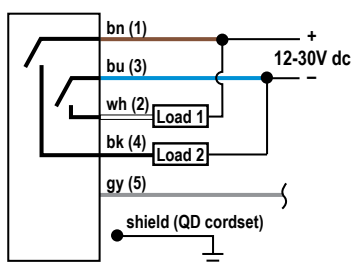 bn (1)
+
12-30V dc
bu (3)
–
wh (2)
Load 1
bk (4)
Load 2
gy (5)
shield (QD cordset)